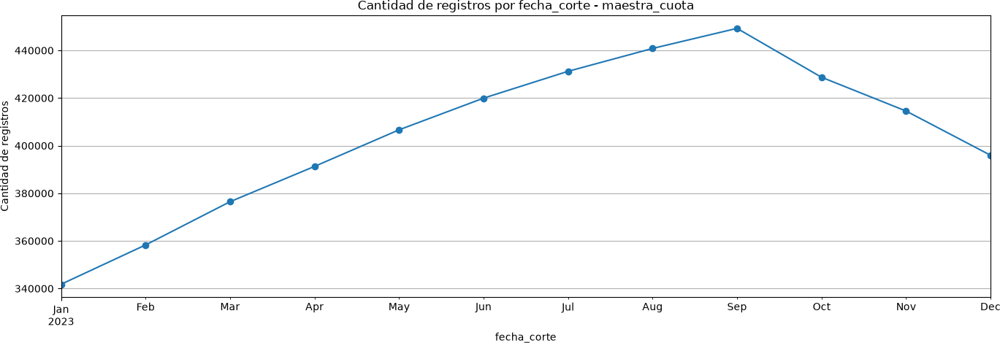 Cantidad de registros por fecha_corte - maestra_cuota
Cantidad de registros
440000
420000
400000
380000
360000
340000
Jan Feb Mar Apr May Jun Jul Aug Sep Oct Nov Dec
2023
fecha_corte